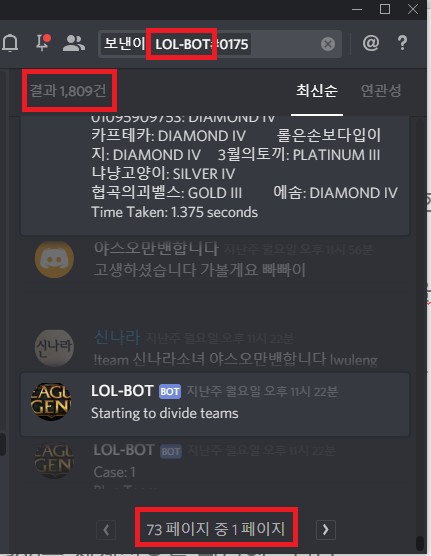 보낸이 LOL-BOT#0175
결과 1,809건
최신순 연관성
01095909753: DIAMOND IV
카프테카: DIAMOND IV 롤은손보다입이
지: DIAMOND IV 3월의토끼: PLATINUM III
냐냥고양이: SILVER IV
협곡의괴벨스: GOLD III 에솜: DIAMOND IV
Time Taken: 1.375 seconds
야스오만밴합니다 지난주 월요일 오후 11시 56분
고생하셨습니다 가볼게요 빠빠이
신나라 지난주 월요일 오후 11시 22분
!team 신나라소녀 야스오만밴합니다 lwuleng
LOL-BOT BOT 지난주 월요일 오후 11시 22분
Starting to divide teams
LOL-BOT BOT 지난주 월요일 오후 11시 22분
Case: 1
73 페이지 중 1 페이지